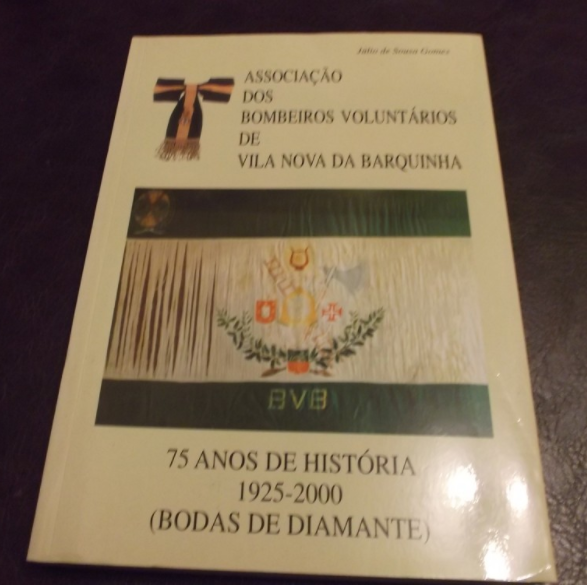 Júlio de Sousa Gomes
ASSOCIAÇÃO
DOS
BOMBEIROS VOLUNTÁRIOS
DE
VILA NOVA DA BARQUINHA
BVB
75 ANOS DE HISTÓRIA
1925-2000
(BODAS DE DIAMANTE)